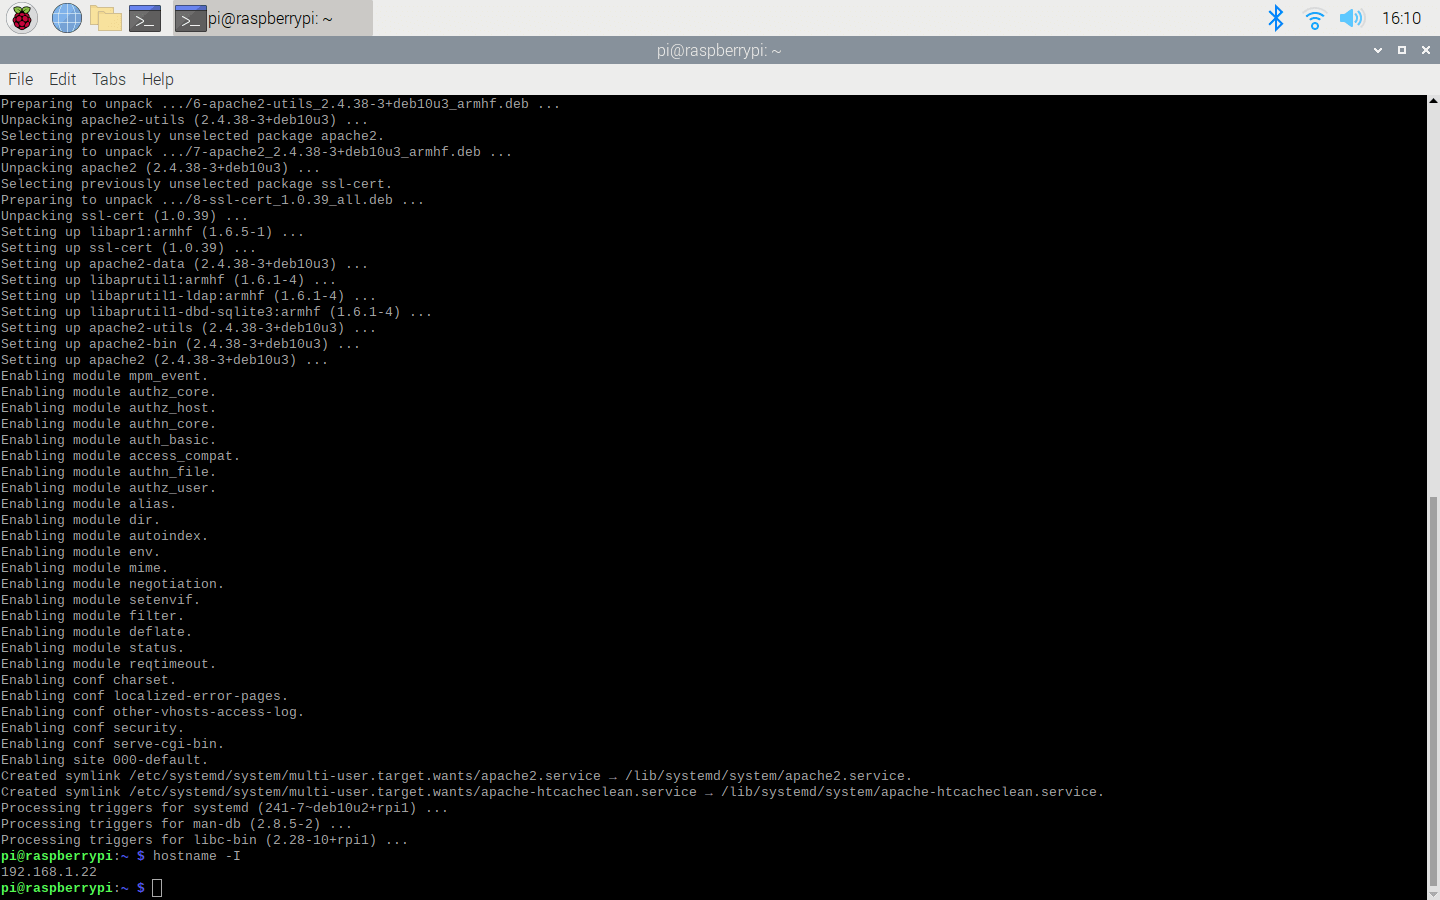 pi@raspberrypi: ~
16:10
pi@raspberrypi: ~
File Edit Tabs Help
Preparing to unpack .../6-apache2-utils_2.4.38-3+deb10u3_armhf.deb ...
Unpacking apache2-utils (2.4.38-3+deb10u3) ...
Selecting previously unselected package apache2.
Preparing to unpack .../7-apache2_2.4.38-3+deb10u3_armhf.deb ...
Unpacking apache2 (2.4.38-3+deb10u3) ...
Selecting previously unselected package ssl-cert.
Preparing to unpack .../8-ssl-cert_1.0.39_all.deb ...
Unpacking ssl-cert (1.0.39) ...
Setting up libapr1:armhf (1.6.5-1) ...
Setting up ssl-cert (1.0.39) ...
Setting up apache2-data (2.4.38-3+deb10u3) ...
Setting up libaprutil1:armhf (1.6.1-4) ...
Setting up libaprutil1-ldap:armhf (1.6.1-4) ...
Setting up libaprutil1-dbd-sqlite3:armhf (1.6.1-4) ...
Setting up apache2-utils (2.4.38-3+deb10u3) ...
Setting up apache2-bin (2.4.38-3+deb10u3) ...
Setting up apache2 (2.4.38-3+deb10u3) ...
Enabling module mpm_event.
Enabling module authz_core.
Enabling module authz_host.
Enabling module authn_core.
Enabling module auth_basic.
Enabling module access_compat.
Enabling module authn_file.
Enabling module authz_user.
Enabling module alias.
Enabling module dir.
Enabling module autoindex.
Enabling module env.
Enabling module mime.
Enabling module negotiation.
Enabling module setenvif.
Enabling module filter.
Enabling module deflate.
Enabling module status.
Enabling module reqtimeout.
Enabling conf charset.
Enabling conf localized-error-pages.
Enabling conf other-vhosts-access-log.
Enabling conf security.
Enabling conf serve-cgi-bin.
Enabling site 000-default.
Created symlink /etc/systemd/system/multi-user.target.wants/apache2.service → /lib/systemd/system/apache2.service.
Created symlink /etc/systemd/system/multi-user.target.wants/apache-htcacheclean.service → /lib/systemd/system/apache-htcacheclean.service.
Processing triggers for systemd (241-7~deb10u2+rpi1) ...
Processing triggers for man-db (2.8.5-2) ...
Processing triggers for libc-bin (2.28-10+rpi1) ...
pi@raspberrypi:~ $ hostname -I
192.168.1.22
pi@raspberrypi:~ $